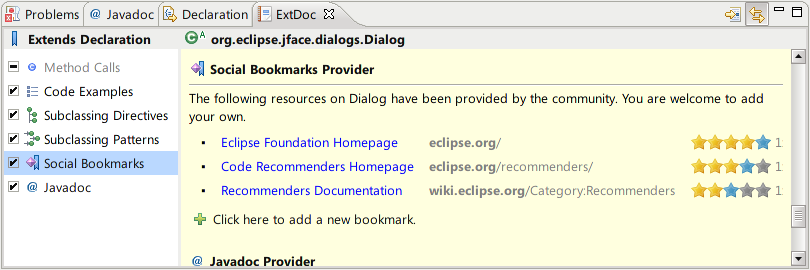 Problems @ Javadoc Declaration ExtDoc
Extends Declaration
C A org.eclipse.jface.dialogs.Dialog
Method Calls
Code Examples
Subclassing Directives
Subclassing Patterns
Social Bookmarks
@ Javadoc
Social Bookmarks Provider
The following resources on Dialog have been provided by the community. You are welcome to add
your own.
Eclipse Foundation Homepage eclipse.org/
Code Recommenders Homepage eclipse.org/recommenders/
Recommenders Documentation wiki.eclipse.org/Category:Recommenders
Click here to add a new bookmark.
@ Javadoc Provider